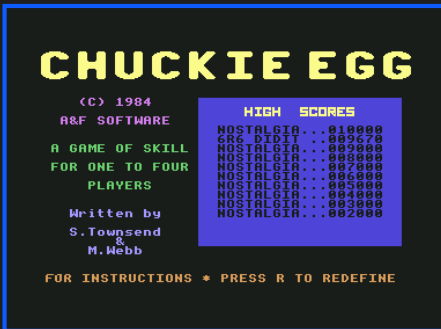 CHUCKIE EGG
(C) 1984
A&F SOFTWARE
A GAME OF SKILL
FOR ONE TO FOUR
PLAYERS
Written by
S.Townsend
&
M.Webb
HIGH SCORES
NOSTALGIA...010000
6R6 DIDIT...009670
NOSTALGIA...009000
NOSTALGIA...008000
NOSTALGIA...007000
NOSTALGIA...006000
NOSTALGIA...005000
NOSTALGIA...004000
NOSTALGIA...003000
NOSTALGIA...002000
FOR INSTRUCTIONS * PRESS R TO REDEFINE